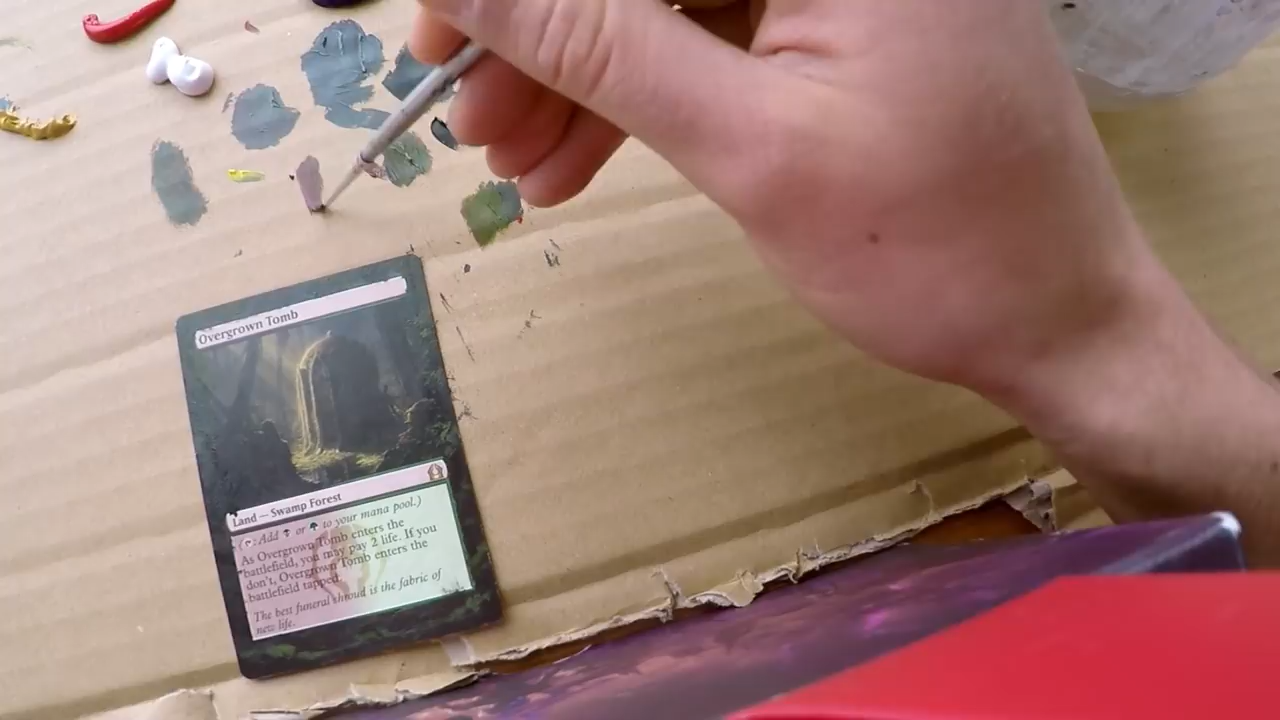 Overgrown Tomb
Land — Swamp Forest
: Add or to your mana pool.)
As Overgrown Tomb enters the
battlefield, you may pay 2 life. If you
don't, Overgrown Tomb enters the
battlefield tapped.
The best funeral shroud is the fabric of
new life.